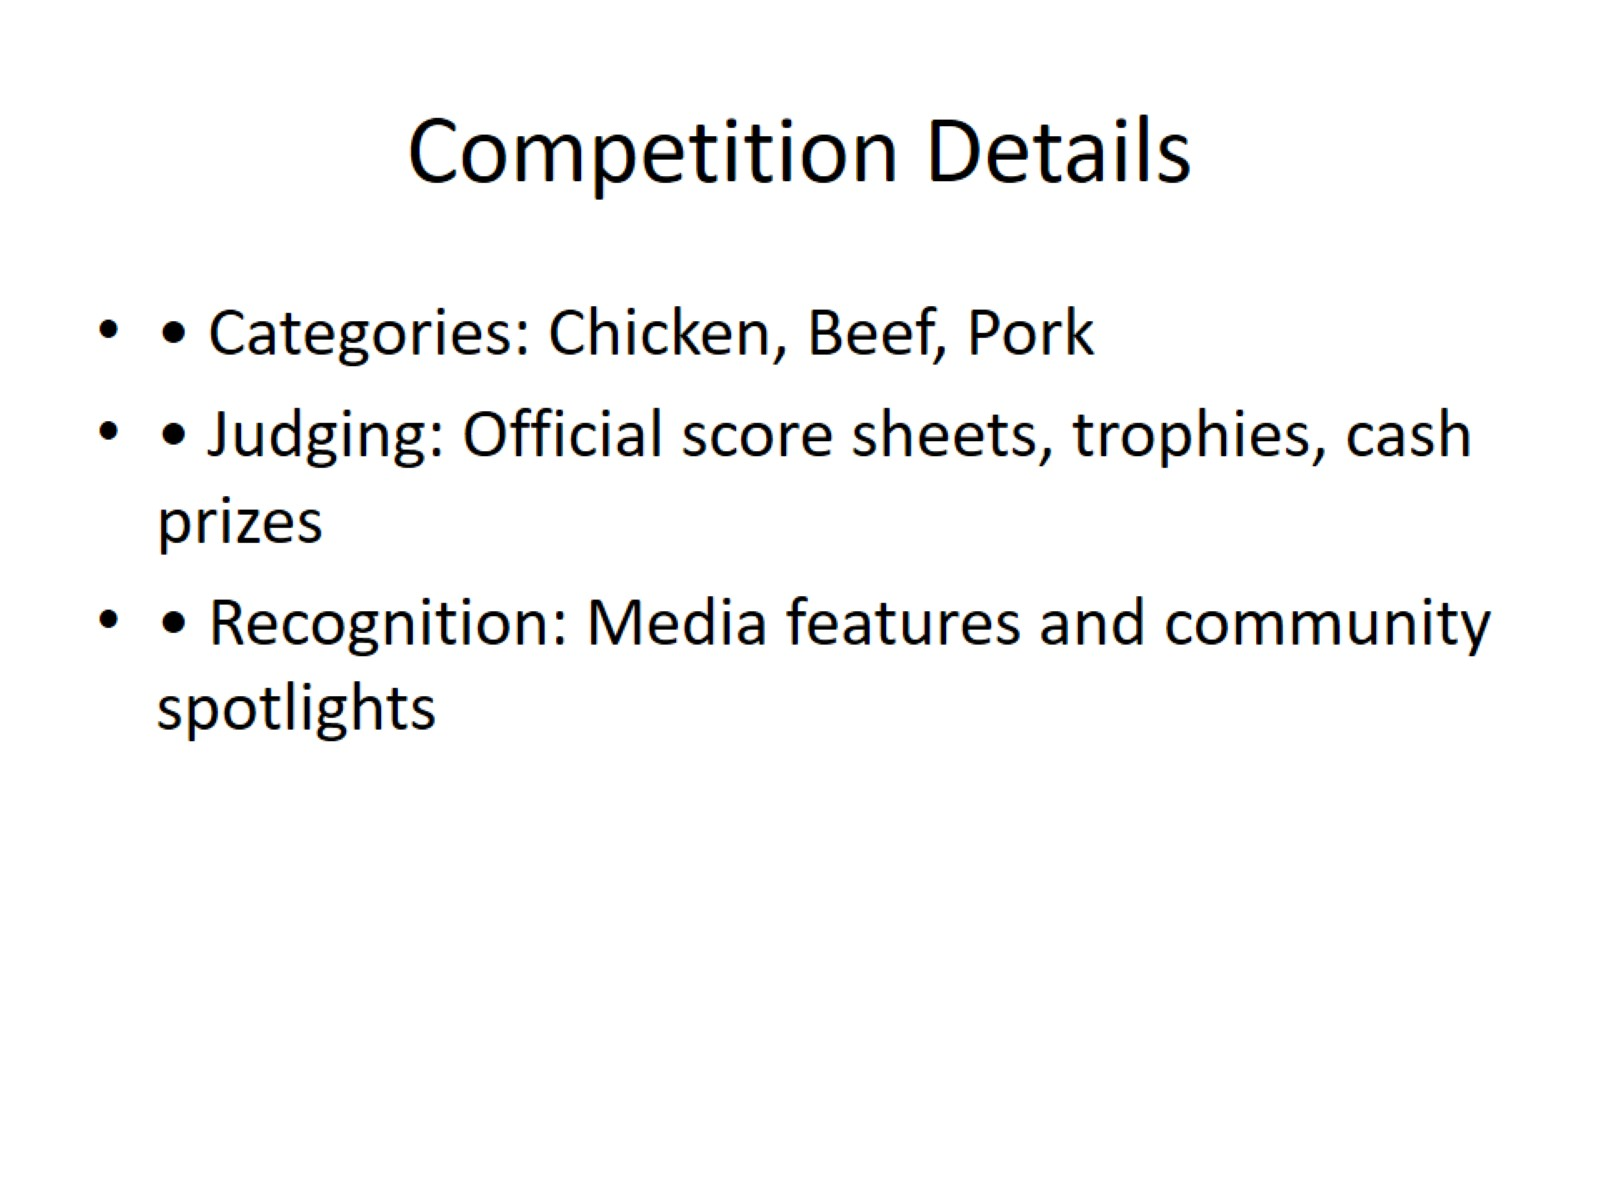 Competition Details
• • Categories: Chicken, Beef, Pork
• • Judging: Official score sheets, trophies, cash
prizes
• • Recognition: Media features and community
spotlights